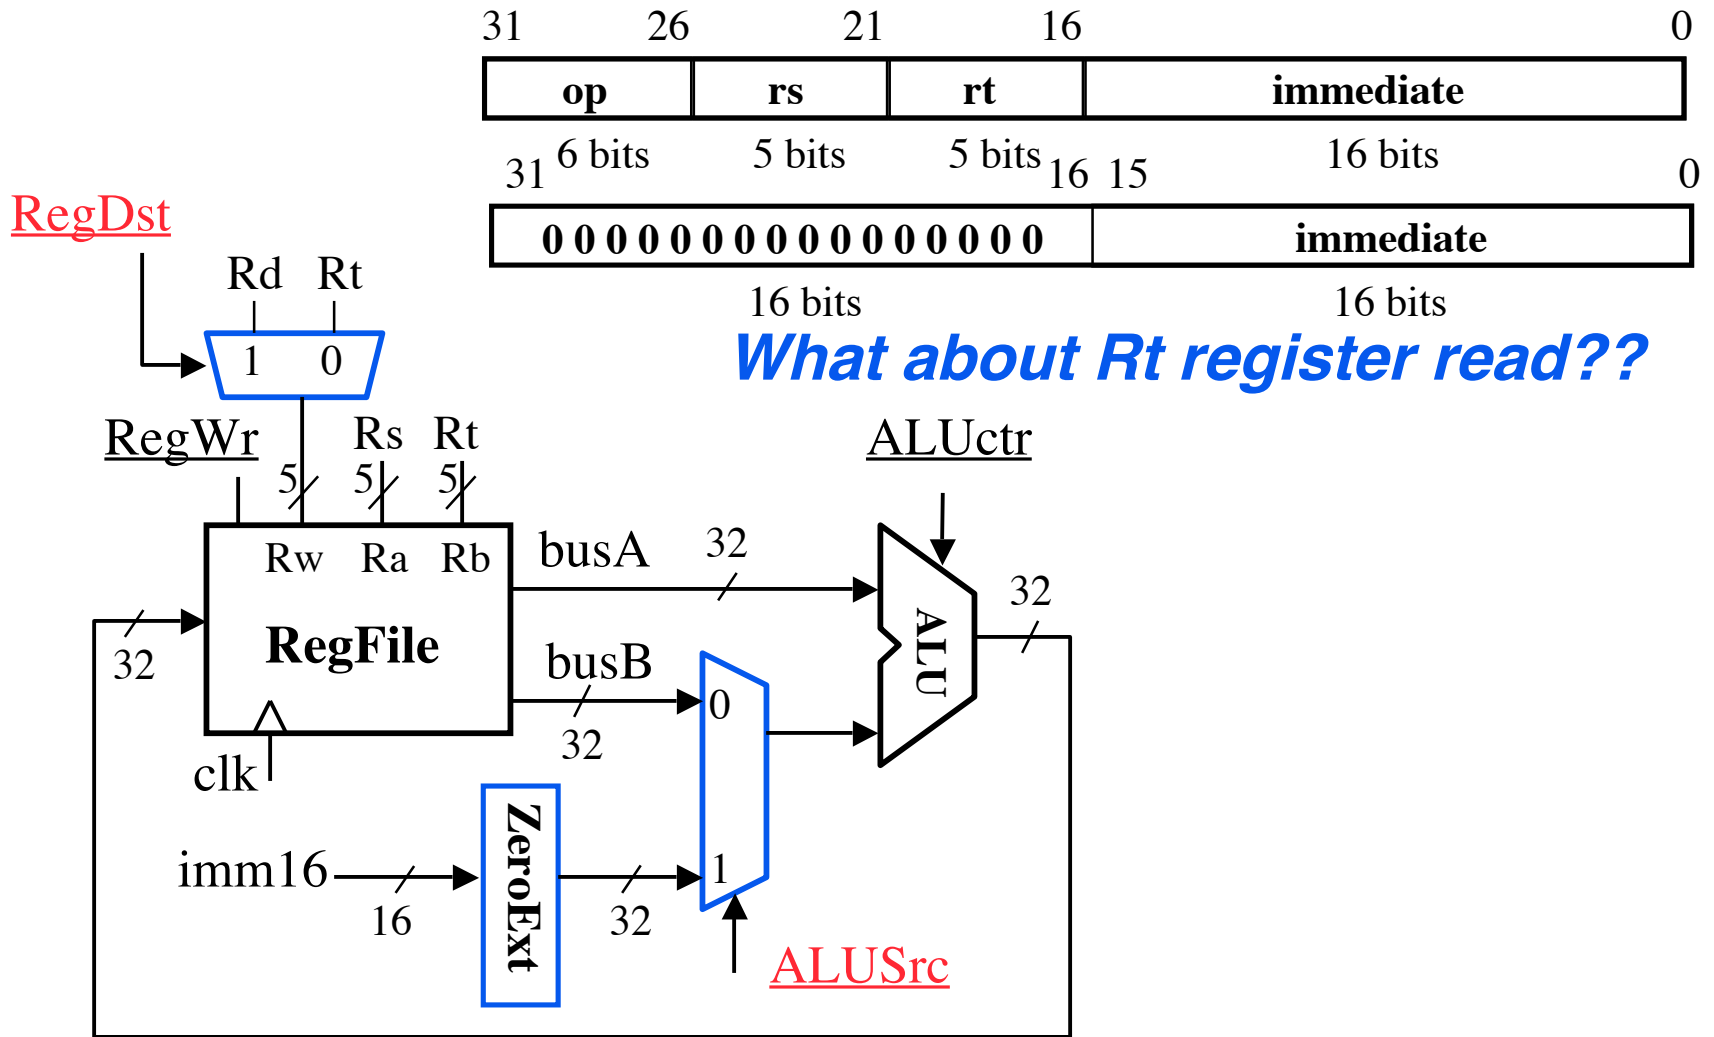 31 26 21 16 0
op rs rt immediate
6 bits 5 bits 5 bits 16 bits
31 16 15 0
0 0 0 0 0 0 0 0 0 0 0 0 0 0 0 0 immediate
16 bits 16 bits
What about Rt register read??
RegDst
Rd Rt
1 0
RegWr Rs Rt ALUctr
5 5 5
Rw Ra Rb busA 32
32
RegFile
32
busB
ALU
0
32
clk
ZeroExt
imm16
1
16 32
ALUSrc